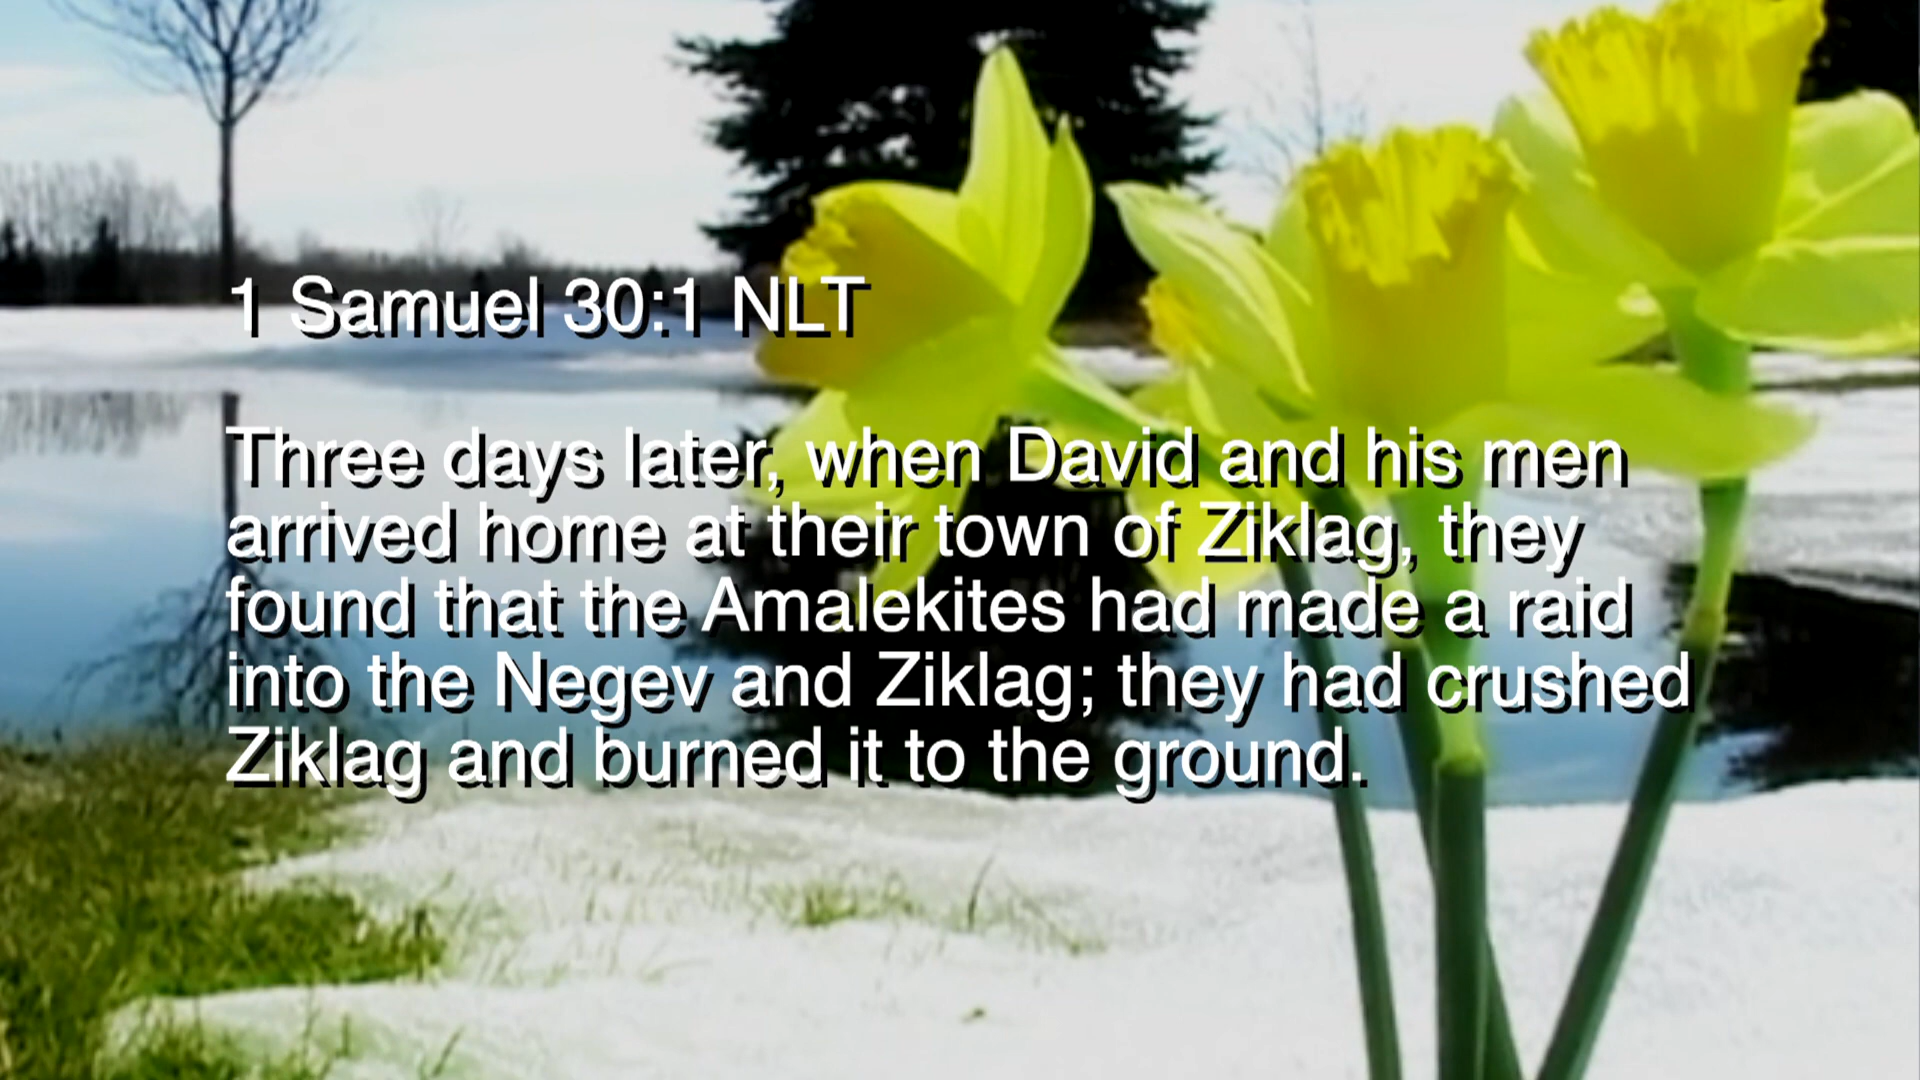 1 Samuel 30:1 NLT
Three days later, when David and his men
arrived home at their town of Ziklag, they
found that the Amalekites had made a raid
into the Negev and Ziklag; they had crushed
Ziklag and burned it to the ground.